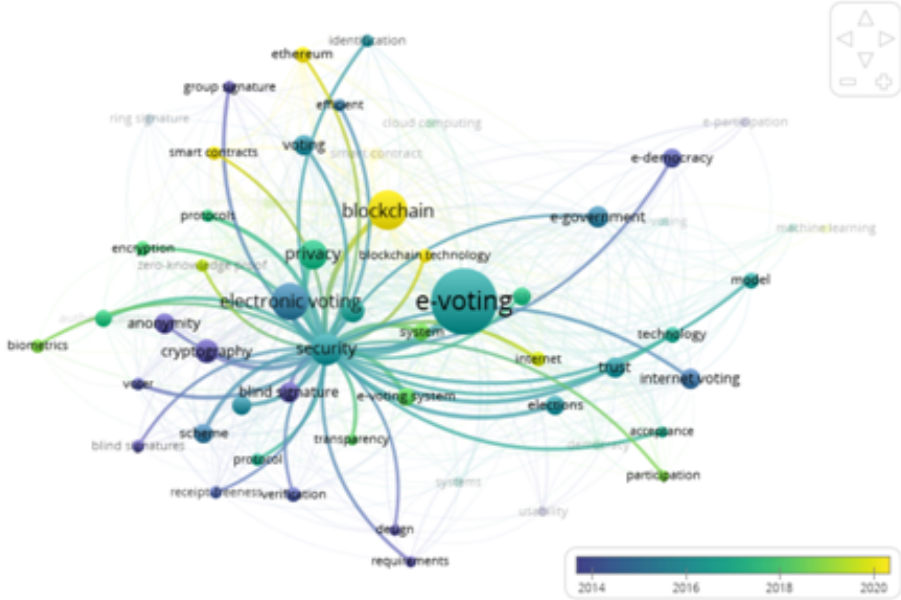 identification
ethereum
group signature
efficient
ring signature
cloud computing
e-participation
voting
smart contracts
smart contract
e-democracy
blockchain
protocols
e-government
machine learning
encryption
privacy
blockchain technology
zero-knowledge proof
model
electronic voting
e-voting
anonymity
system
technology
biometrics
cryptography
security
internet
trust
internet voting
voter
blind signature
e-voting system
elections
scheme
acceptance
blind signatures
transparency
democracy
protocol
participation
systems
receipt-freeness
verification
usability
design
requirements
2014 2016 2018 2020